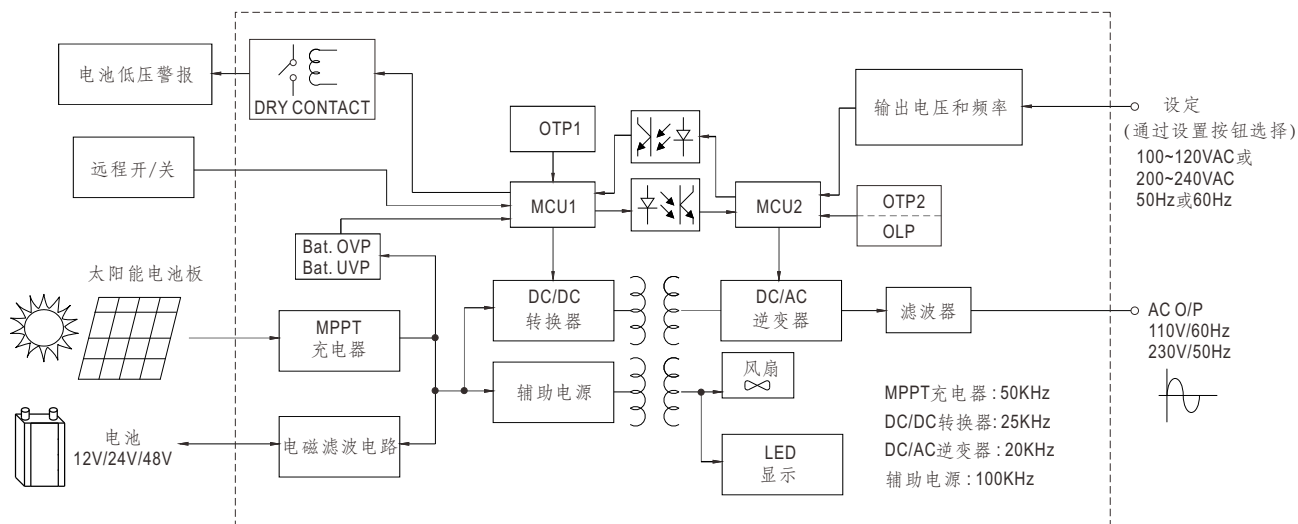 电池低压警报
DRY CONTACT
OTP1
输出电压和频率
设定
(通过设置按钮选择)
100~120VAC或
200~240VAC
50Hz或60Hz
远程开/关
MCU1
MCU2
OTP2
OLP
Bat. OVP
Bat. UVP
太阳能电池板
MPPT
充电器
DC/DC
转换器
DC/AC
逆变器
滤波器
AC O/P
110V/60Hz
230V/50Hz
辅助电源
风扇
电池
12V/24V/48V
电磁滤波电路
LED
显示
MPPT充电器:50KHz
DC/DC转换器:25KHz
DC/AC逆变器:20KHz
辅助电源:100KHz